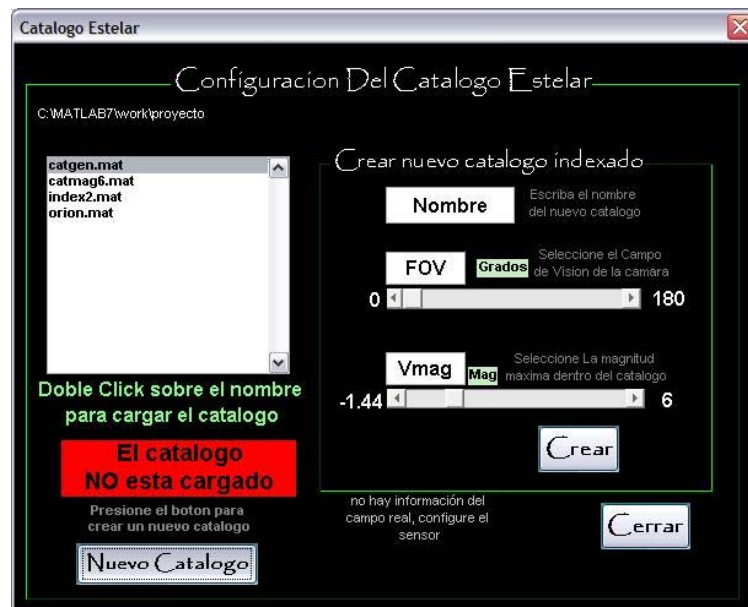 Catalogo Estelar
Configuracion Del Catalogo Estelar
C:\MATLAB7\work\proyecto
catgen.mat
catmag6.mat
index2.mat
orion.mat
Doble Click sobre el nombre
para cargar el catalogo
El catalogo
NO esta cargado
Presione el boton para
crear un nuevo catalogo
Nuevo Catalogo
Crear nuevo catalogo indexado
Nombre
Escriba el nombre
del nuevo catalogo
FOV
Grados
Seleccione el Campo
de Vision de la camara
0
180
Vmag
Mag
Seleccione La magnitud
maxima dentro del catalogo
-1.44
6
Crear
no hay información del
campo real, configure el
sensor
Cerrar